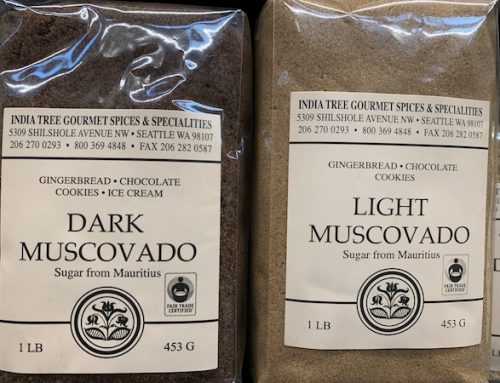 INDIA TREE GOURMET SPICES & SPECIALITIES
5309 SHILSHOLE AVENUE NW • SEATTLE WA 98107
206 270 0293 • 800 369 4848 • FAX 206 282 0587
GINGERBREAD • CHOCOLATE
COOKIES • ICE CREAM
DARK
MUSCOVADO
Sugar from Mauritius
FAIR TRADE
CERTIFIED
1 LB 453 G
INDIA TREE GOURMET SPICES & SPECIALITIES
5309 SHILSHOLE AVENUE NW • SEATTLE WA 98107
206 270 0293 • 800 369 4848 • FAX 206 282 0587
GINGERBREAD • CHOCOLATE
COOKIES
LIGHT
MUSCOVADO
Sugar from Mauritius
FAIR TRADE
CERTIFIED
1 LB 453 G